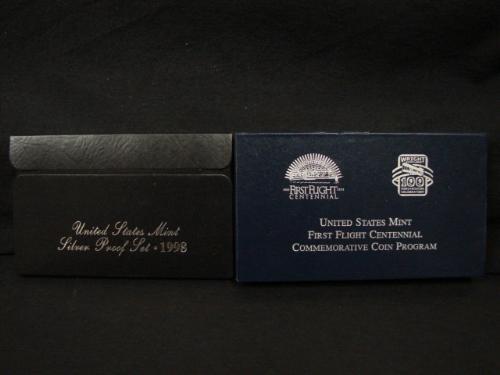 United States Mint
Silver Proof Set • 1998
FIRST FLIGHT
CENTENNIAL
WRIGHT
100
UNITED STATES MINT
FIRST FLIGHT CENTENNIAL
COMMEMORATIVE COIN PROGRAM